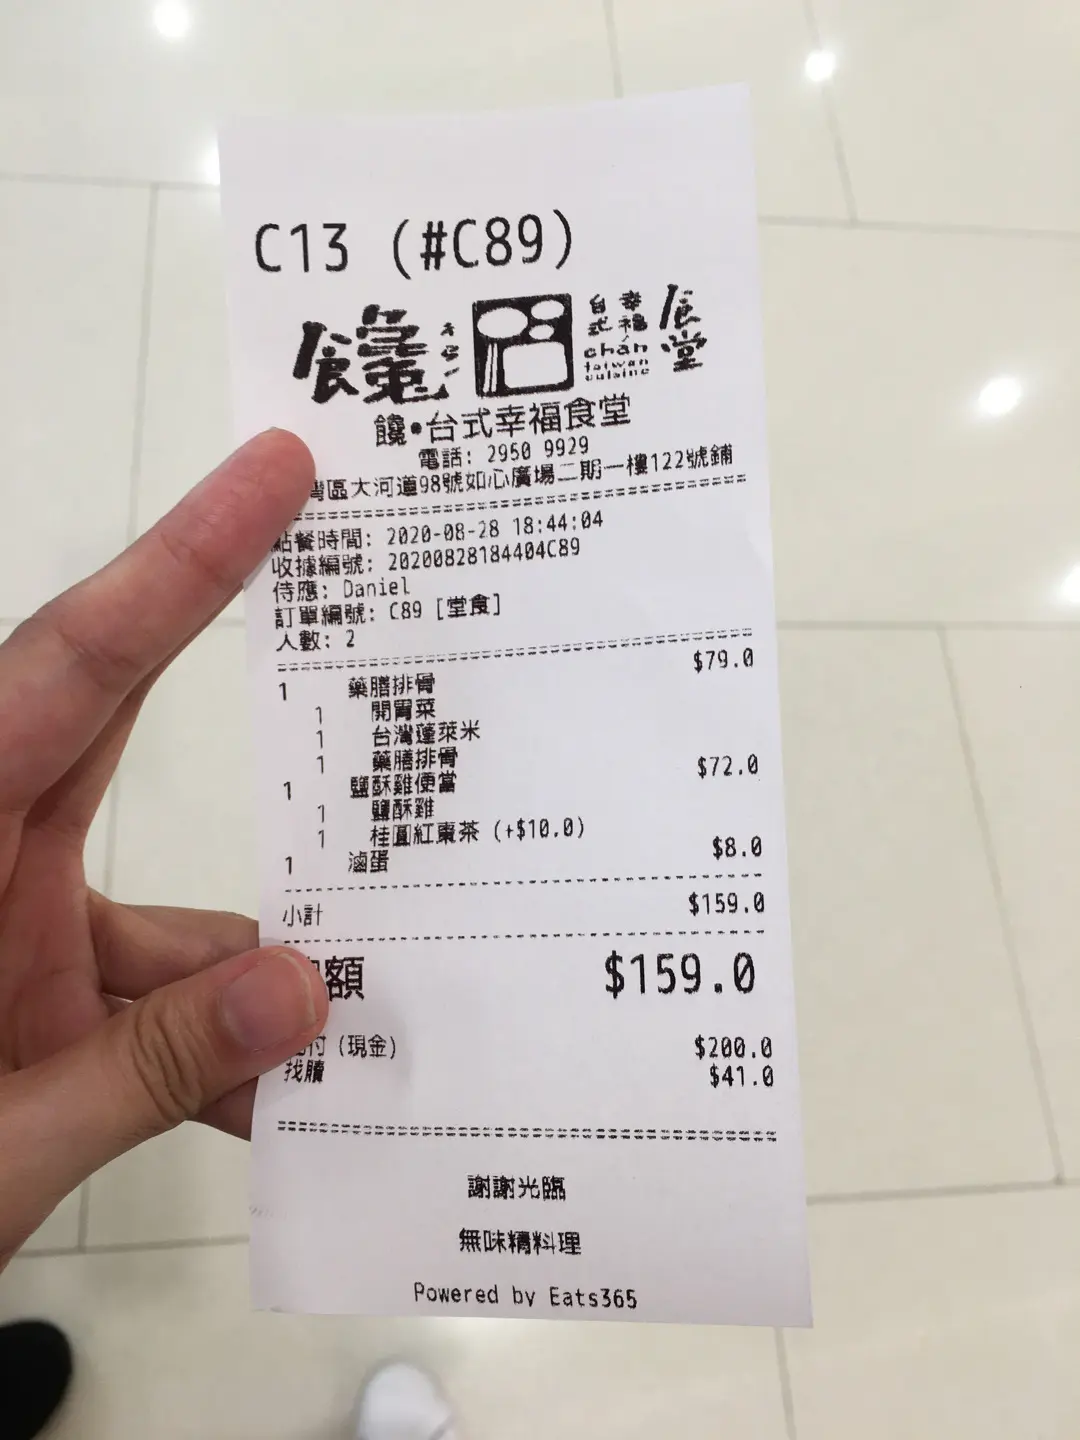 C13 (#C89)
饞 食堂
台式 幸福
chán
taiwan
cuisine
饞•台式幸福食堂
電話: 2950 9929
灣區大河道98號如心廣場二期一樓122號鋪
點餐時間: 2020-08-28 18:44:04
收據編號: 20200828184404C89
侍應: Daniel
訂單編號: C89 [堂食]
人數: 2
1 藥膳排骨 $79.0
1 開胃菜
1 台灣蓬萊米
1 藥膳排骨
1 鹽酥雞便當 $72.0
1 鹽酥雞
1 桂圓紅棗茶 (+$10.0)
1 滷蛋 $8.0
小計 $159.0
額 $159.0
付 (現金) $200.0
找贖 $41.0
謝謝光臨
無味精料理
Powered by Eats365